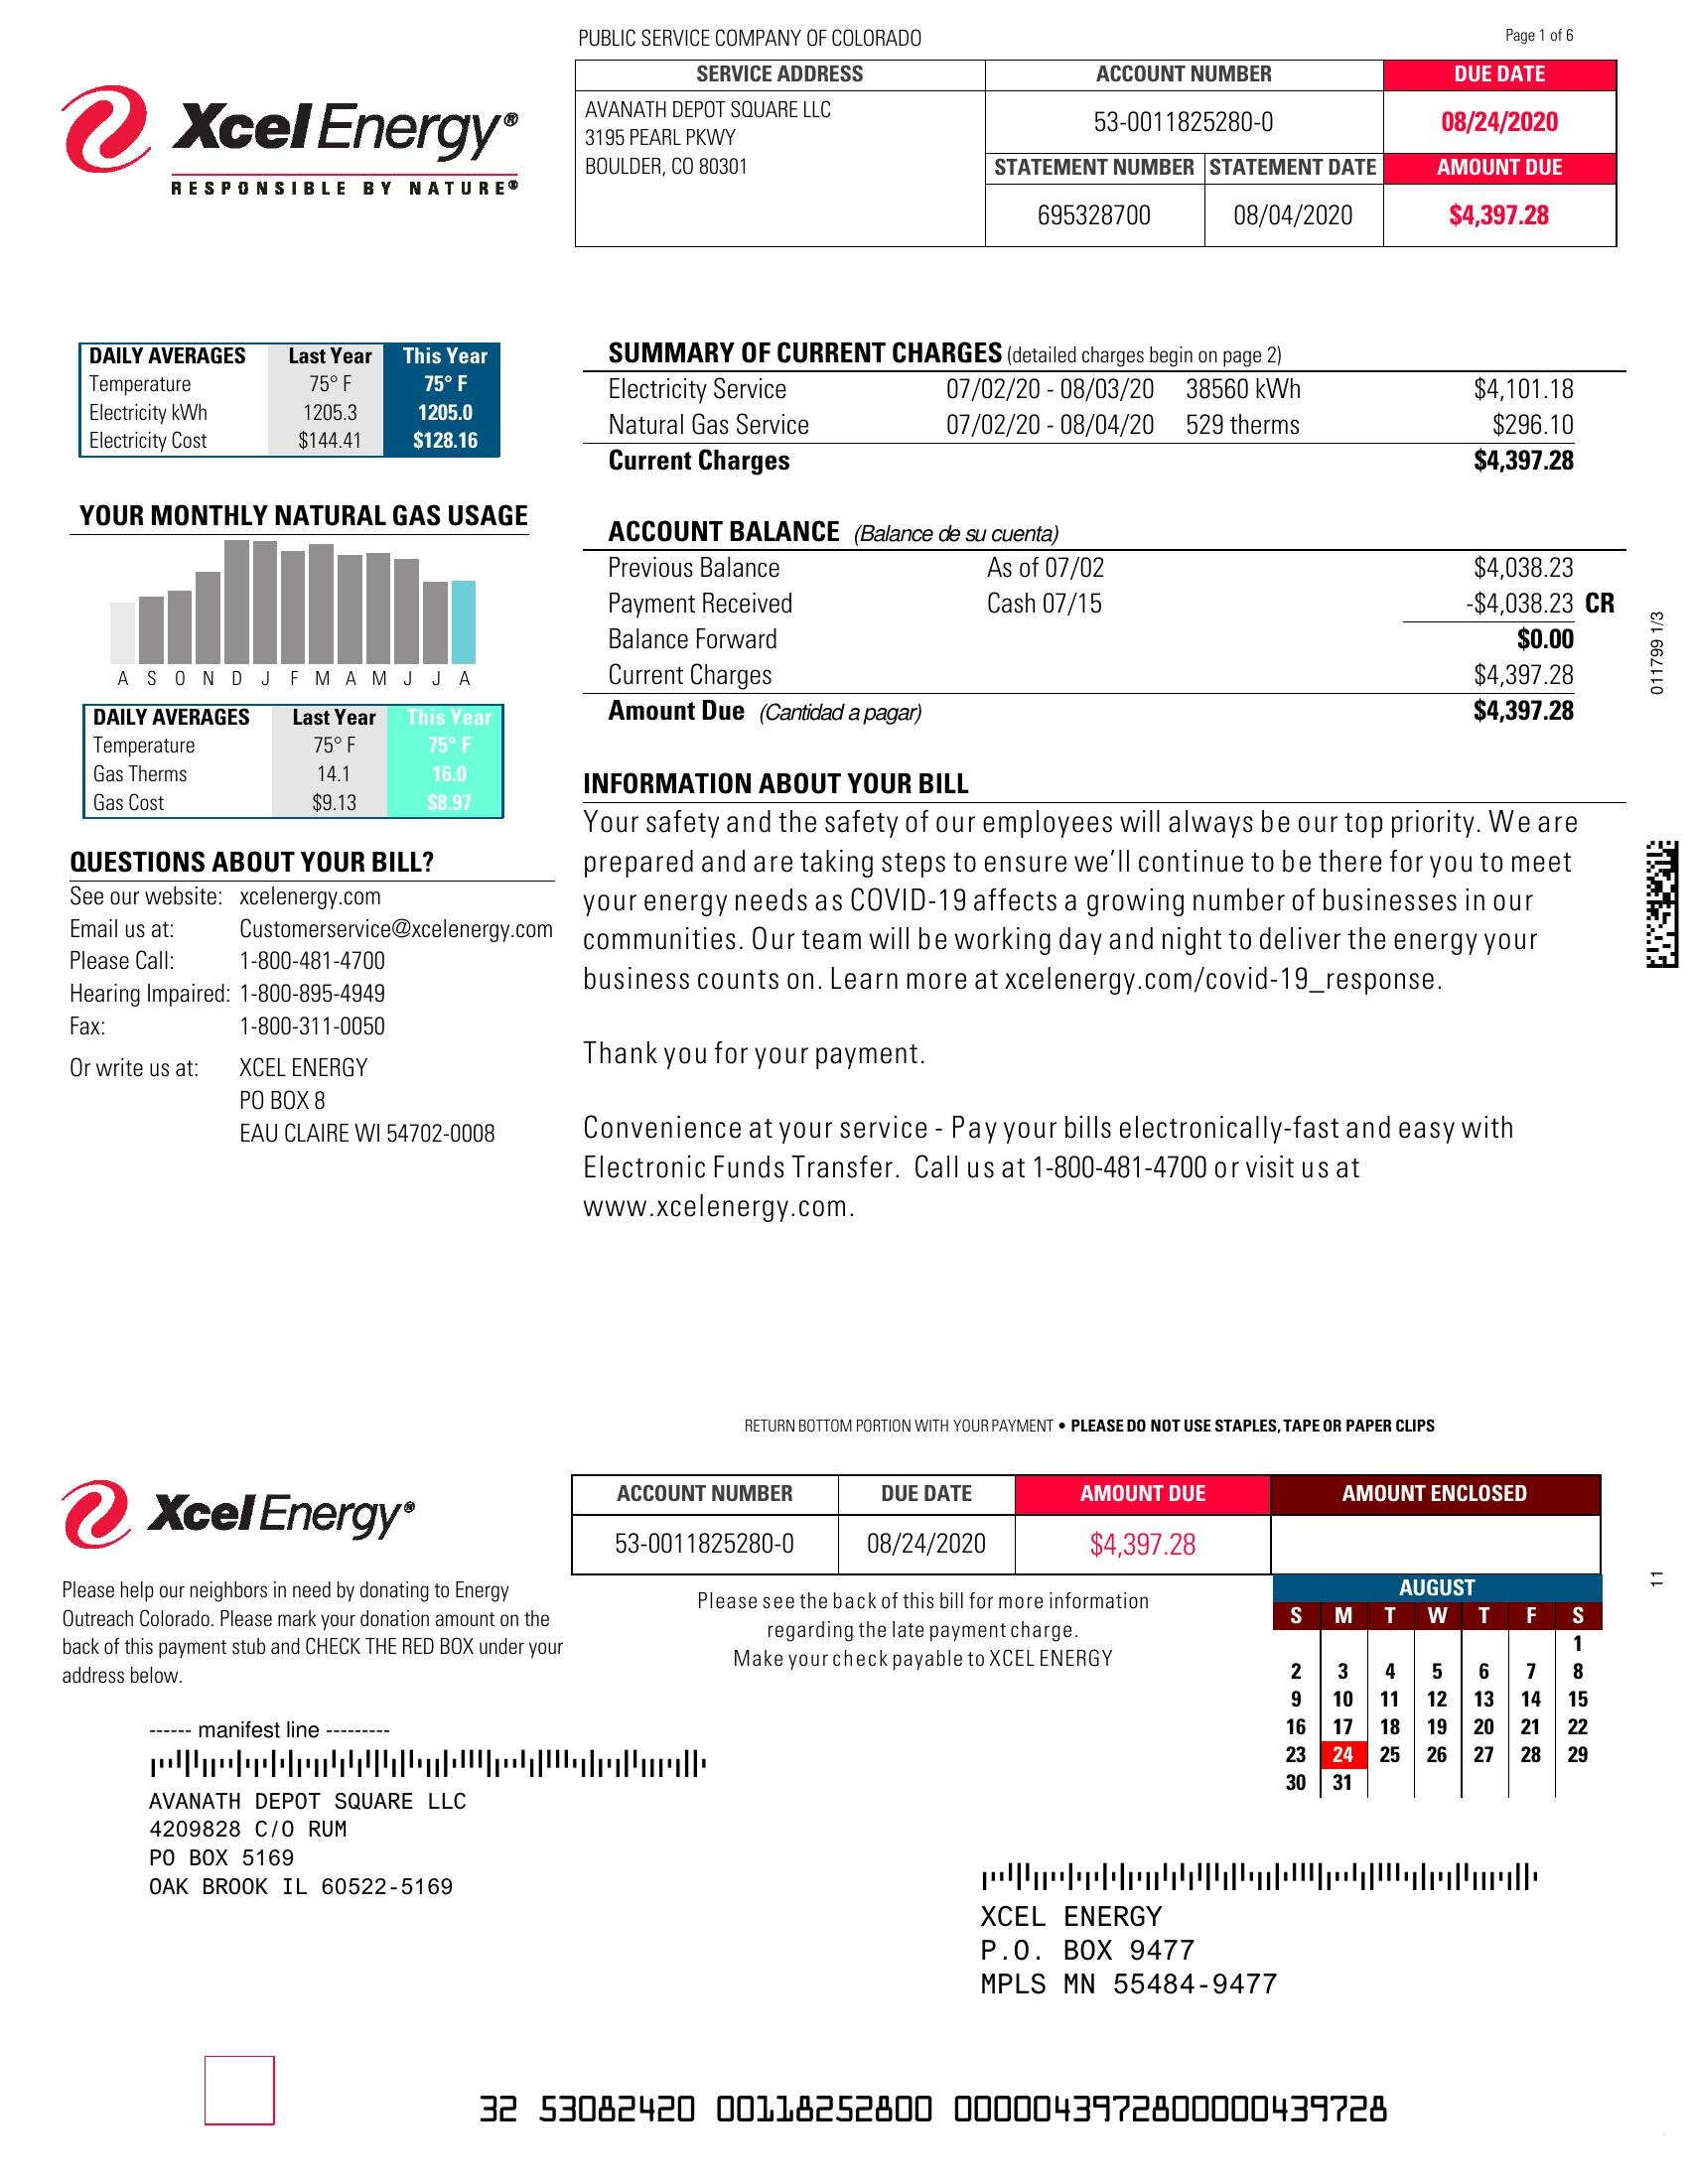 PUBLIC SERVICE COMPANY OF COLORADO
Page 1 of 6
Xcel Energy®
RESPONSIBLE BY NATURE®
SERVICE ADDRESS ACCOUNT NUMBER DUE DATE
AVANATH DEPOT SQUARE LLC
3195 PEARL PKWY
BOULDER, CO 80301
53-0011825280-0
08/24/2020
STATEMENT NUMBER STATEMENT DATE AMOUNT DUE
695328700 08/04/2020 $4,397.28
DAILY AVERAGES Last Year This Year
Temperature 75° F 75° F
Electricity kWh 1205.3 1205.0
Electricity Cost $144.41 $128.16
YOUR MONTHLY NATURAL GAS USAGE
A S O N D J F M A M J J A
DAILY AVERAGES Last Year This Year
Temperature 75° F 75° F
Gas Therms 14.1 16.0
Gas Cost $9.13 $8.97
QUESTIONS ABOUT YOUR BILL?
See our website: xcelenergy.com
Email us at: Customerservice@xcelenergy.com
Please Call: 1-800-481-4700
Hearing Impaired: 1-800-895-4949
Fax: 1-800-311-0050
Or write us at: XCEL ENERGY
PO BOX 8
EAU CLAIRE WI 54702-0008
SUMMARY OF CURRENT CHARGES (detailed charges begin on page 2)
Electricity Service 07/02/20 - 08/03/20 38560 kWh $4,101.18
Natural Gas Service 07/02/20 - 08/04/20 529 therms $296.10
Current Charges $4,397.28
ACCOUNT BALANCE (Balance de su cuenta)
Previous Balance As of 07/02 $4,038.23
Payment Received Cash 07/15 -$4,038.23 CR
Balance Forward $0.00
Current Charges $4,397.28
Amount Due (Cantidad a pagar) $4,397.28
INFORMATION ABOUT YOUR BILL
Your safety and the safety of our employees will always be our top priority. We are
prepared and are taking steps to ensure we’ll continue to be there for you to meet
your energy needs as COVID-19 affects a growing number of businesses in our
communities. Our team will be working day and night to deliver the energy your
business counts on. Learn more at xcelenergy.com/covid-19_response.
Thank you for your payment.
Convenience at your service - Pay your bills electronically-fast and easy with
Electronic Funds Transfer. Call us at 1-800-481-4700 or visit us at
www.xcelenergy.com.
011799 1/3
RETURN BOTTOM PORTION WITH YOUR PAYMENT • PLEASE DO NOT USE STAPLES, TAPE OR PAPER CLIPS
Xcel Energy®
ACCOUNT NUMBER DUE DATE AMOUNT DUE AMOUNT ENCLOSED
53-0011825280-0 08/24/2020 $4,397.28
Please help our neighbors in need by donating to Energy
Outreach Colorado. Please mark your donation amount on the
back of this payment stub and CHECK THE RED BOX under your
address below.
Please see the back of this bill for more information
regarding the late payment charge.
Make your check payable to XCEL ENERGY
AUGUST
S M T W T F S
1
2 3 4 5 6 7 8
9 10 11 12 13 14 15
16 17 18 19 20 21 22
23 24 25 26 27 28 29
30 31
11
------ manifest line ---------
AVANATH DEPOT SQUARE LLC
4209828 C/O RUM
PO BOX 5169
OAK BROOK IL 60522-5169
XCEL ENERGY
P.O. BOX 9477
MPLS MN 55484-9477
32 53082420 00118252800 0000043972800000439728